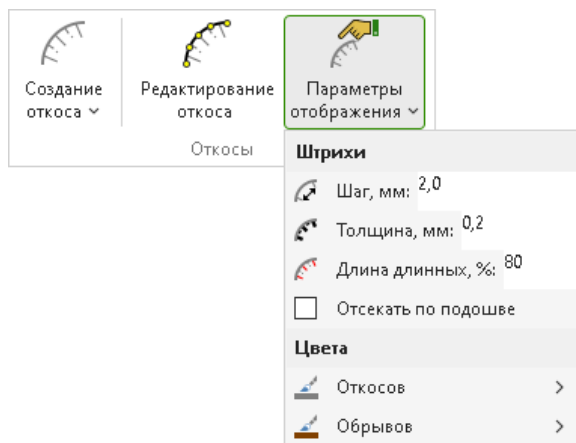 Создание
откоса
Редактирование
откоса
Параметры
отображения
Откосы
Штрихи
Шаг, мм: 2,0
Толщина, мм: 0,2
Длина длинных, %: 80
Отсекать по подошве
Цвета
Откосов
Обрывов